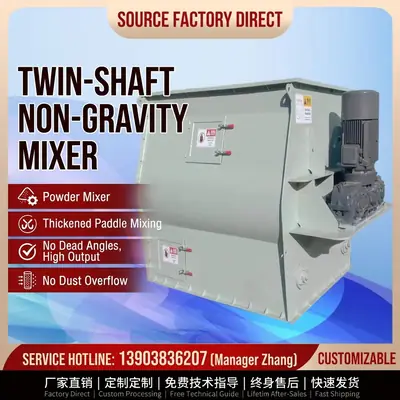 SOURCE FACTORY DIRECT
TWIN-SHAFT
NON-GRAVITY
MIXER
Powder Mixer
Thickened Paddle Mixing
No Dead Angles,
High Output
No Dust Overflow
SERVICE HOTLINE: 13903836207 (Manager Zhang)
CUSTOMIZABLE
厂家直销 | 定制定制 | 免费技术指导 | 终身售后 | 快速发货
Factory Direct | Custom Processing | Free Technical Guide | Lifetim After-Sales | Fast Shipping